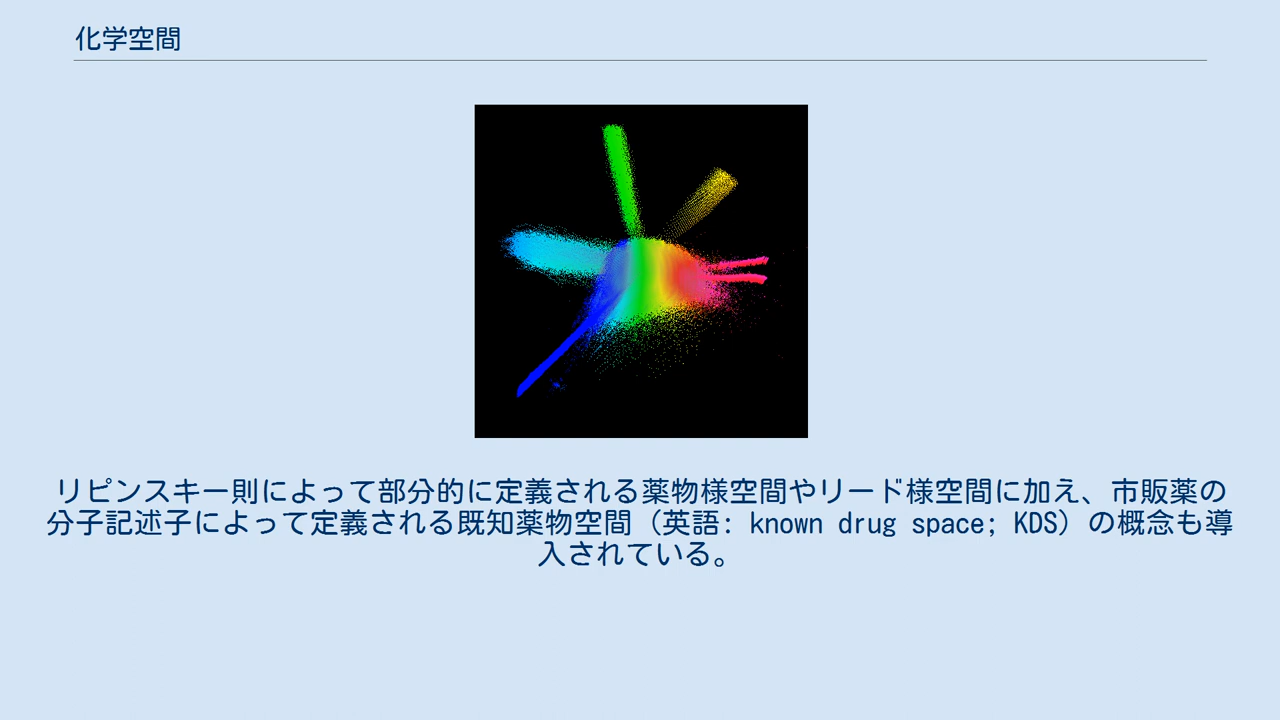 化学空間
リピンスキー則によって部分的に定義される薬物様空間やリード様空間に加え、市販薬の
分子記述子によって定義される既知薬物空間（英語: known drug space; KDS）の概念も導
入されている。